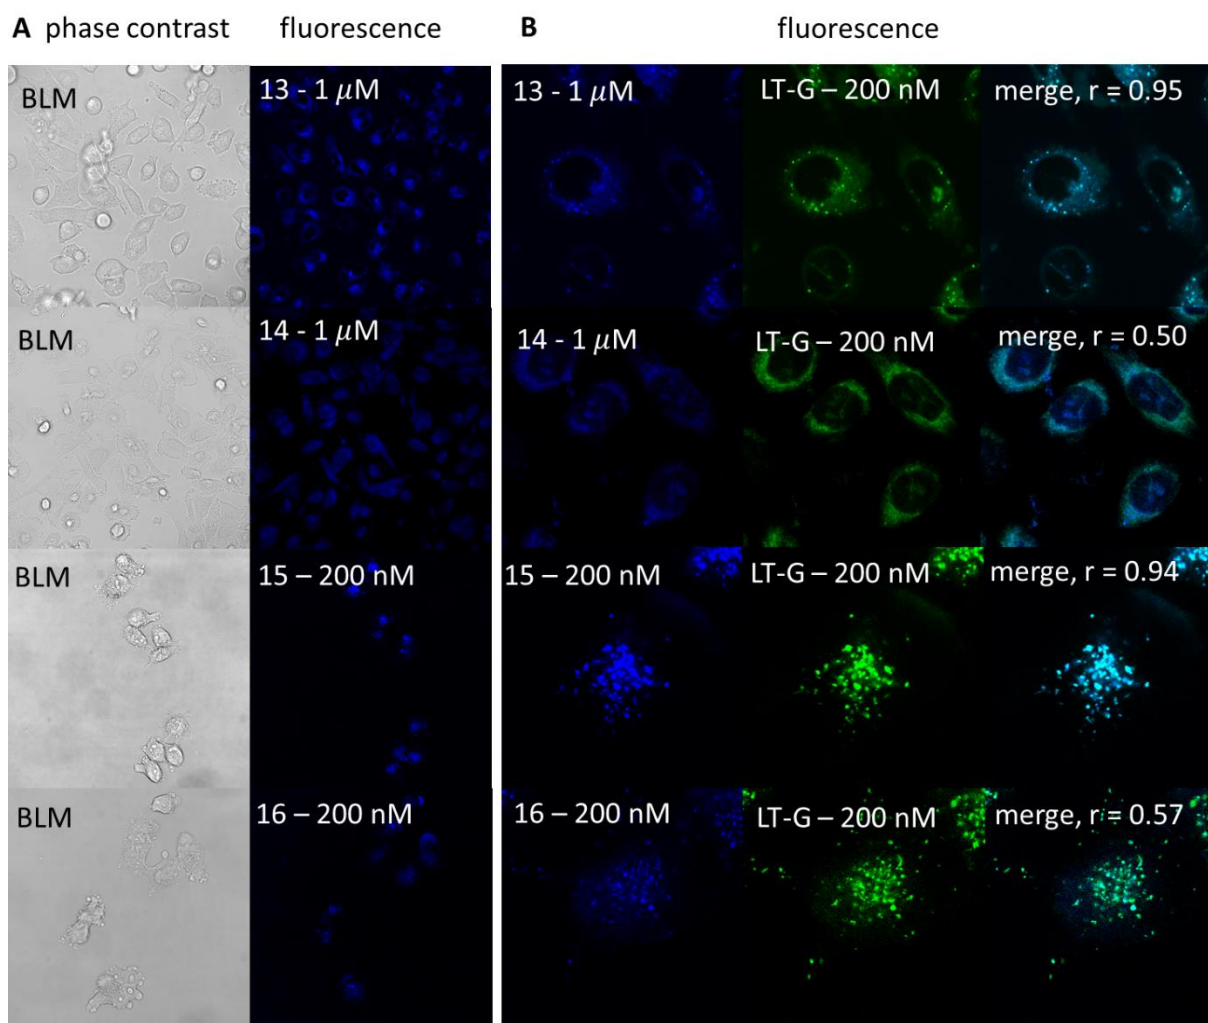 A phase contrast fluorescence B fluorescence
BLM 13 - 1 μM 13 - 1 μM LT-G – 200 nM merge, r = 0.95
BLM 14 - 1 μM 14 - 1 μM LT-G – 200 nM merge, r = 0.50
BLM 15 – 200 nM 15 – 200 nM LT-G – 200 nM merge, r = 0.94
BLM 16 – 200 nM 16 – 200 nM LT-G – 200 nM merge, r = 0.57